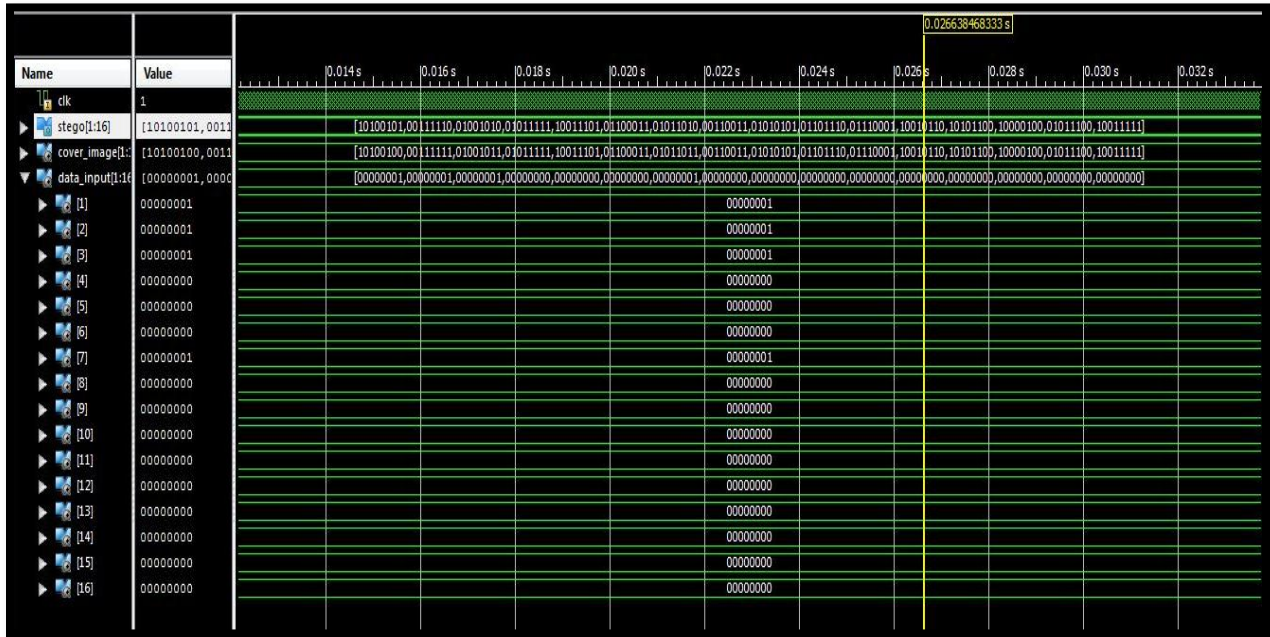 0.026638468333 s
Name Value 0.014 s 0.016 s 0.018 s 0.020 s 0.022 s 0.024 s 0.026 s 0.028 s 0.030 s 0.032 s
clk 1
stego[1:16] [10100101,0011 [10100101,00111110,01001010,01011111,10011101,01100011,01011010,00110011,01010101,01101110,01110001,10010110,10101100,10000100,01011100,10011111]
cover_image[1: [10100100,0011 [10100100,00111111,01001011,01011111,10011101,01100011,01011011,00110011,01010101,01101110,01110001,10010110,10101100,10000100,01011100,10011111]
data_input[1:16 [00000001,0000 [00000001,00000001,00000001,00000000,00000000,00000000,00000001,00000000,00000000,00000000,00000000,00000000,00000000,00000000,00000000,00000000]
[1] 00000001 00000001
[2] 00000001 00000001
[3] 00000001 00000001
[4] 00000000 00000000
[5] 00000000 00000000
[6] 00000000 00000000
[7] 00000001 00000001
[8] 00000000 00000000
[9] 00000000 00000000
[10] 00000000 00000000
[11] 00000000 00000000
[12] 00000000 00000000
[13] 00000000 00000000
[14] 00000000 00000000
[15] 00000000 00000000
[16] 00000000 00000000